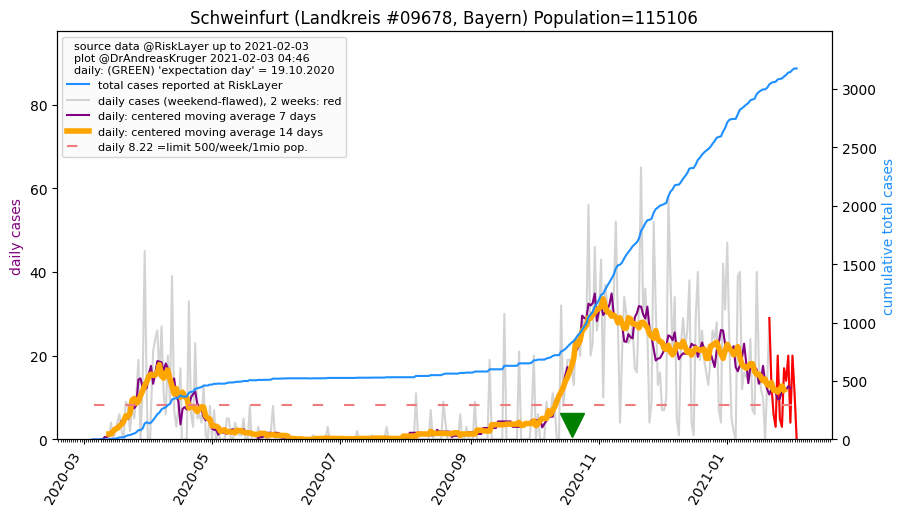 Schweinfurt (Landkreis #09678, Bayern) Population=115106
source data @RiskLayer up to 2021-02-03
plot @DrAndreasKruger 2021-02-03 04:46
daily: (GREEN) 'expectation day' = 19.10.2020
total cases reported at RiskLayer
daily cases (weekend-flawed), 2 weeks: red
daily: centered moving average 7 days
daily: centered moving average 14 days
daily 8.22 =limit 500/week/1mio pop.
daily cases
80
60
40
20
0
cumulative total cases
3000
2500
2000
1500
1000
500
0
2020-03
2020-05
2020-07
2020-09
2020-11
2021-01